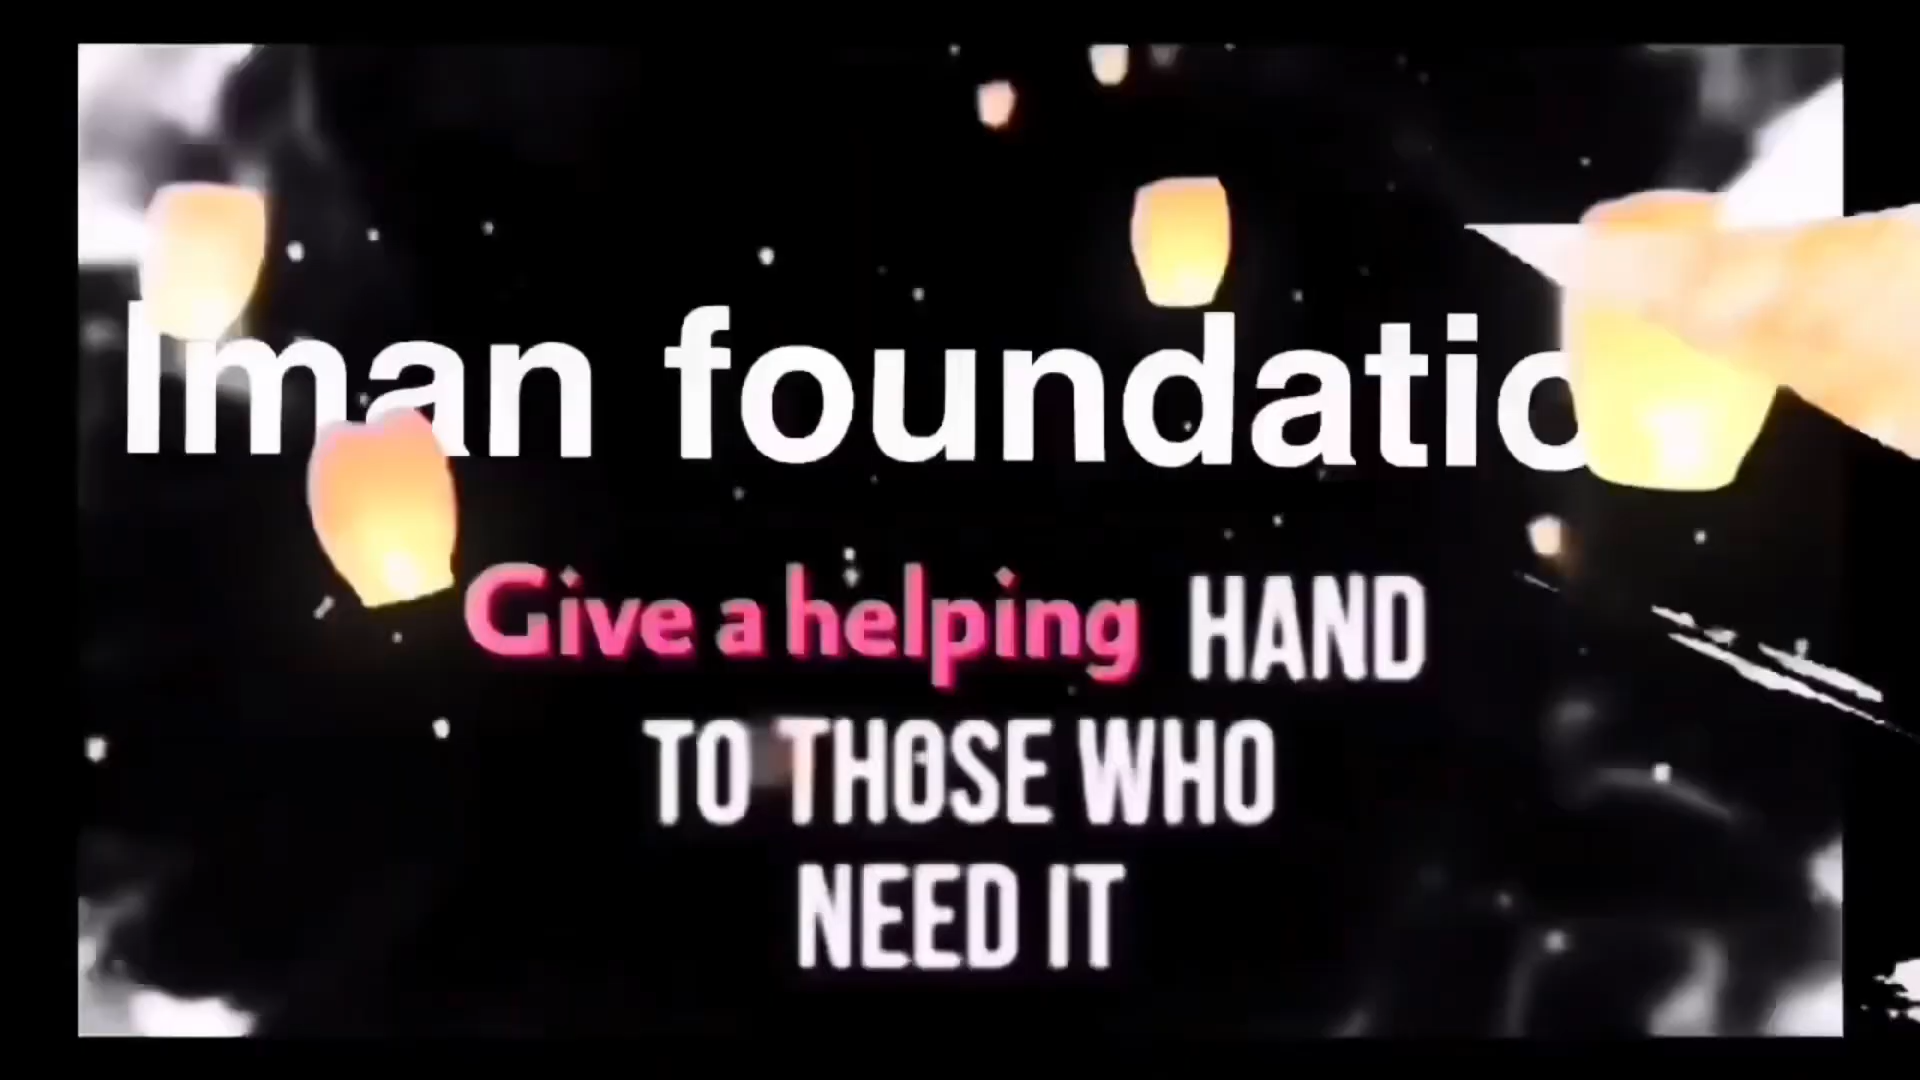 Iman foundatio
Give a helping HAND
TO THOSE WHO
NEED IT